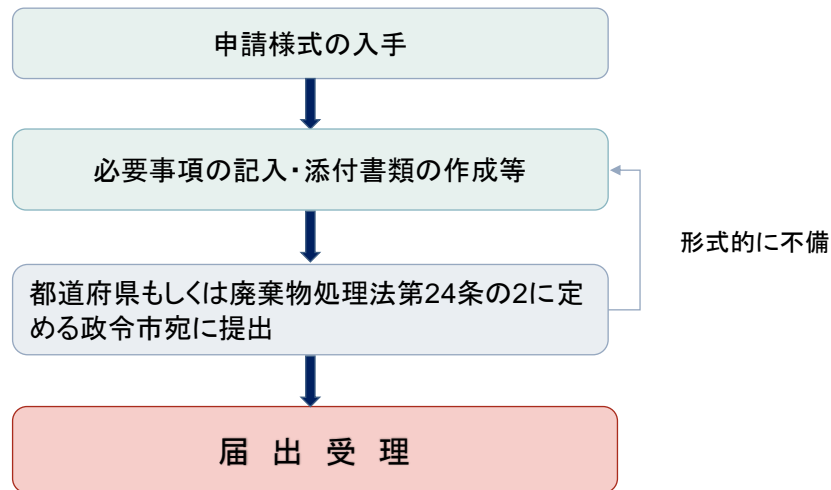 申請様式の入手
必要事項の記入・添付書類の作成等
形式的に不備
都道府県もしくは廃棄物処理法第24条の2に定
める政令市宛に提出
届 出 受 理